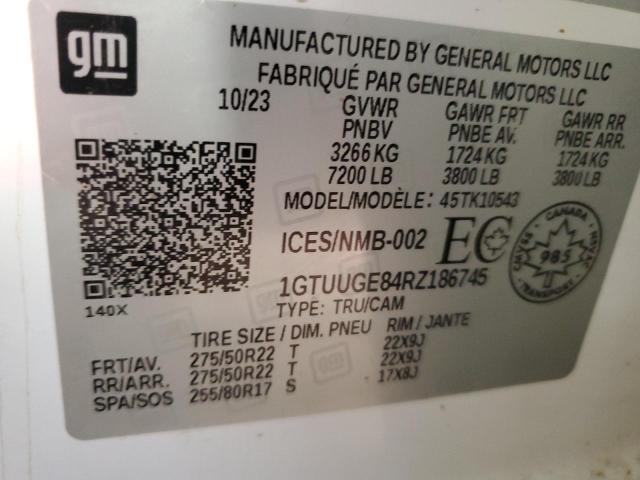 gm
MANUFACTURED BY GENERAL MOTORS LLC
FABRIQUÉ PAR GENERAL MOTORS LLC
10/23 GVWR GAWR FRT GAWR RR
PNBV PNBE AV. PNBE ARR.
3266 KG 1724 KG 1724 KG
7200 LB 3800 LB 3800 LB
MODEL/MODÈLE: 45TK10543
ICES/NMB-002 EC
CANADA
985
1GTUUGE84RZ186745
140X
TYPE: TRU/CAM
TIRE SIZE / DIM. PNEU RIM / JANTE
FRT/AV. 275/50R22 T 22X9J
RR/ARR. 275/50R22 T 22X9J
SPA/SOS 255/80R17 S 17X8J